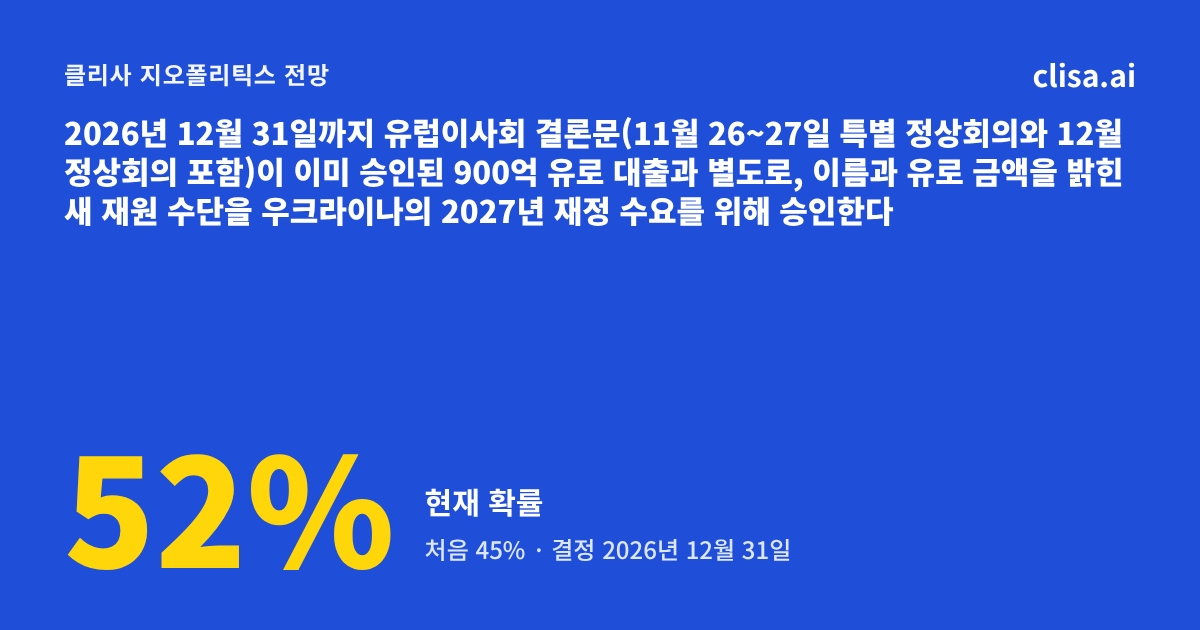 클리사 지오폴리틱스 전망
clisa.ai
2026년 12월 31일까지 유럽이사회 결론문(11월 26~27일 특별 정상회의와 12월
정상회의 포함)이 이미 승인된 900억 유로 대출과 별도로, 이름과 유로 금액을 밝힌
새 재원 수단을 우크라이나의 2027년 재정 수요를 위해 승인한다
52%
현재 확률
처음 45% · 결정 2026년 12월 31일